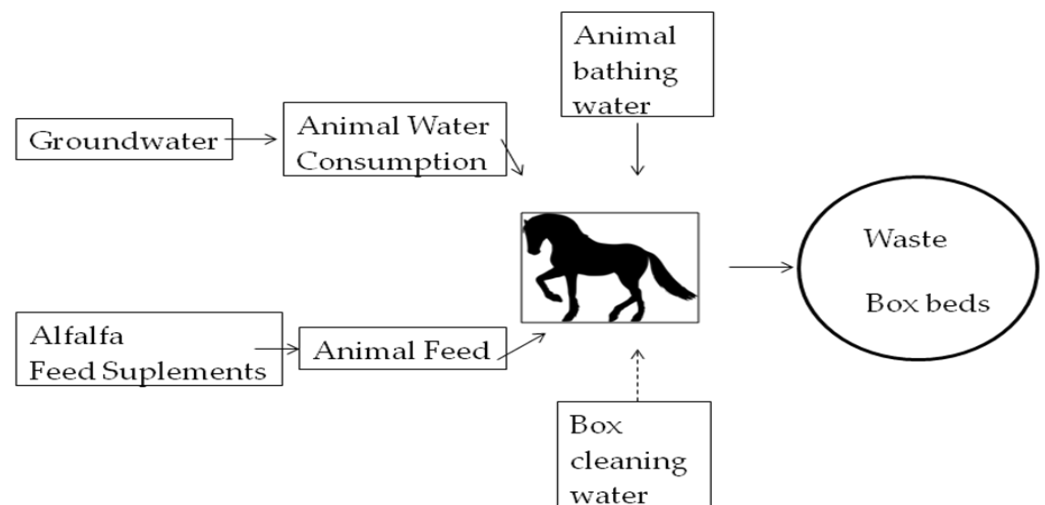 Animal
bathing
water
Groundwater
Animal Water
Consumption
Waste
Box beds
Alfalfa
Feed Suplements
Animal Feed
Box
cleaning
water